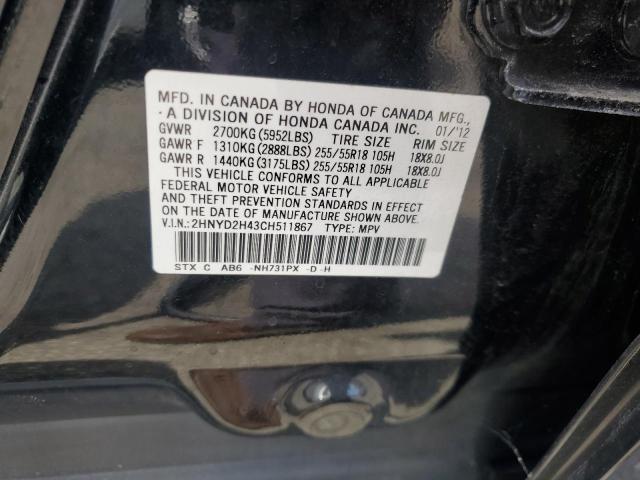 MFD. IN CANADA BY HONDA OF CANADA MFG.,
A DIVISION OF HONDA CANADA INC. 01/'12
GVWR 2700KG(5952LBS) TIRE SIZE RIM SIZE
GAWR F 1310KG(2888LBS) 255/55R18 105H 18X8.0J
GAWR R 1440KG(3175LBS) 255/55R18 105H 18X8.0J
THIS VEHICLE CONFORMS TO ALL APPLICABLE
FEDERAL MOTOR VEHICLE SAFETY
AND THEFT PREVENTION STANDARDS IN EFFECT
ON THE DATE OF MANUFACTURE SHOWN ABOVE.
V.I.N.: 2HNYD2H43CH511867 TYPE: MPV
STX C AB6 -NH731PX -D -H